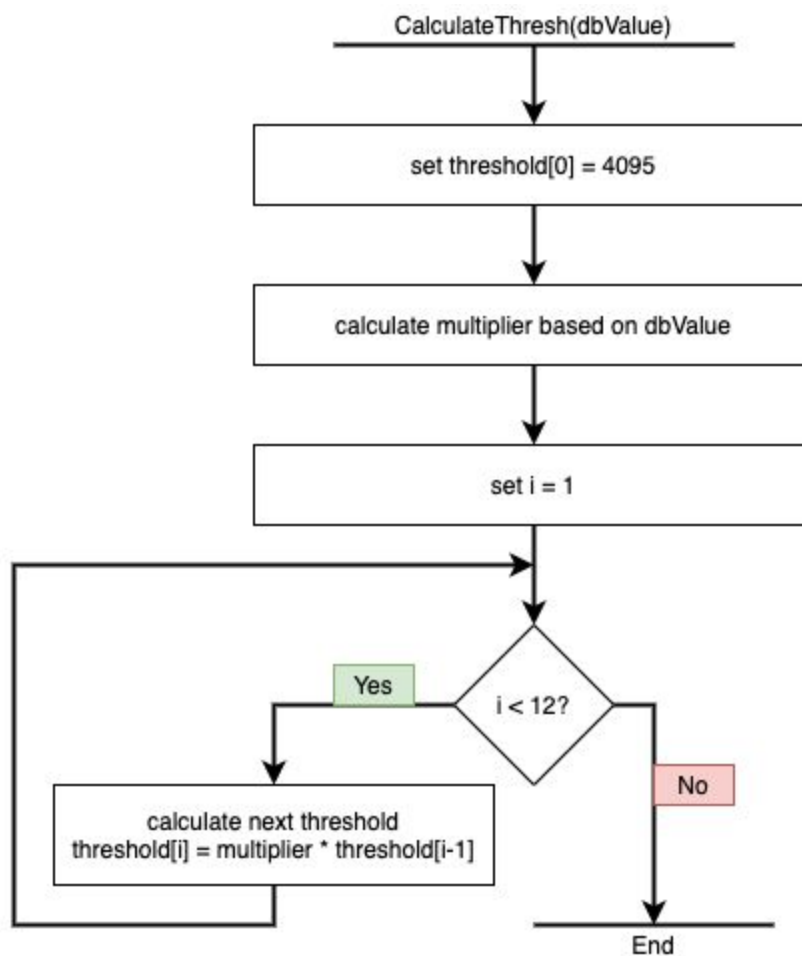 CalculateThresh(dbValue)
set threshold[0] = 4095
calculate multiplier based on dbValue
set i = 1
i < 12?
Yes
No
calculate next threshold
threshold[i] = multiplier * threshold[i-1]
End